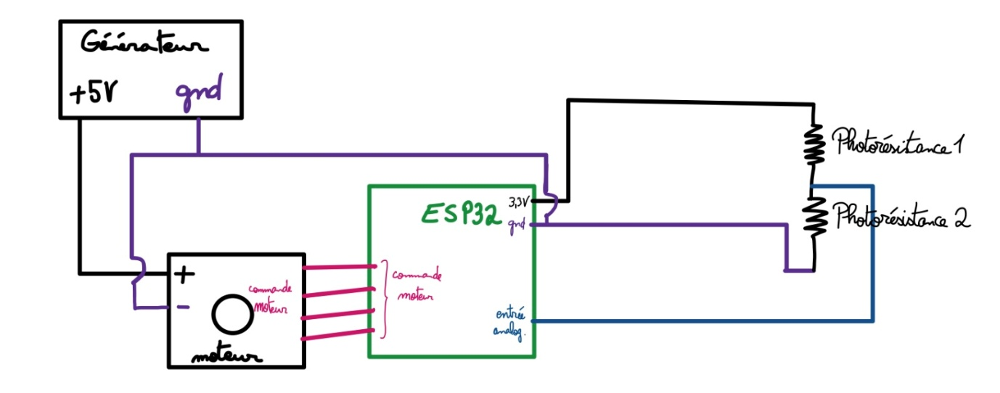 Générateur
+5V gnd
Photorésistance 1
3,3V
ESP32
gnd
Photorésistance 2
+
commande
moteur
commande
moteur
-
entrée
analog.
moteur